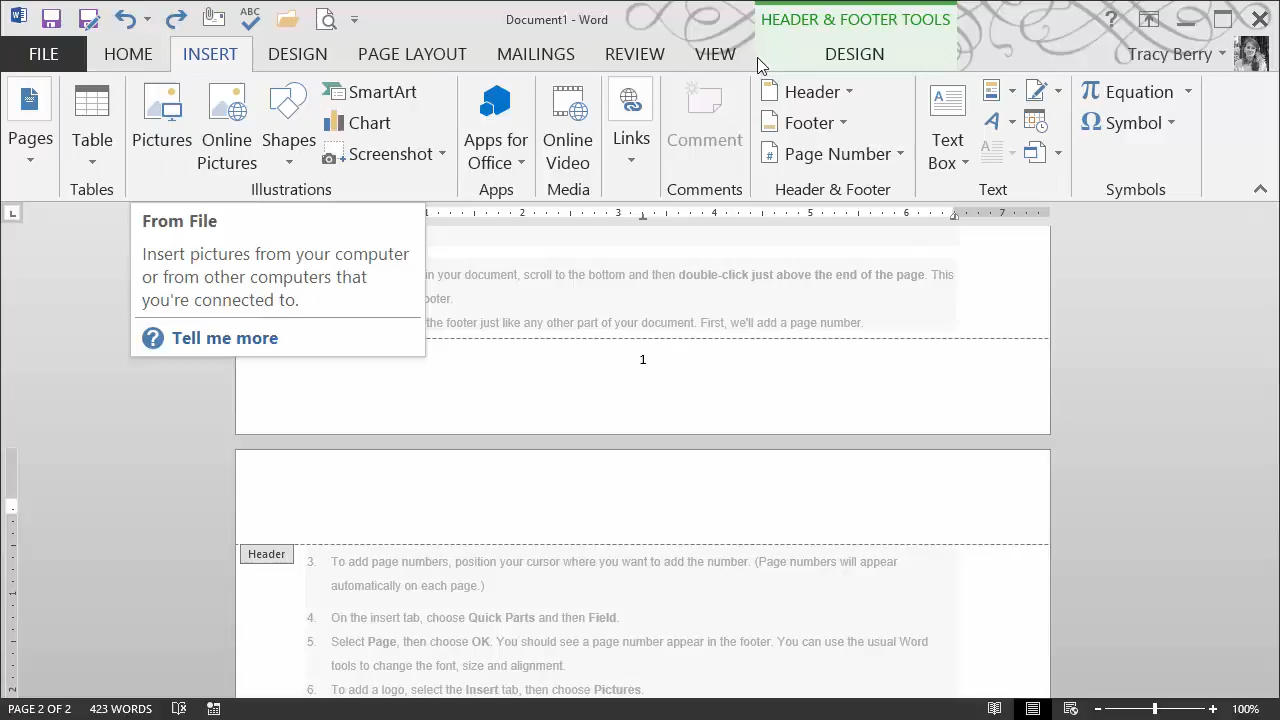 Document1 - Word
HEADER & FOOTER TOOLS
FILE
HOME
INSERT
DESIGN
PAGE LAYOUT
MAILINGS
REVIEW
VIEW
DESIGN
Tracy Berry
Pages
Table
Pictures
Online
Pictures
Shapes
SmartArt
Chart
Screenshot
Apps for
Office
Online
Video
Links
Comment
Header
Footer
Page Number
Text
Box
Equation
Symbol
Tables
Illustrations
Apps
Media
Comments
Header & Footer
Text
Symbols
From File
Insert pictures from your computer
or from other computers that
you're connected to.
Tell me more
1 2 3 4 5 6 7
in your document, scroll to the bottom and then double-click just above the end of the page. This
ooter.
the footer just like any other part of your document. First, we'll add a page number.
1
Header
3. To add page numbers, position your cursor where you want to add the number. (Page numbers will appear
automatically on each page.)
4. On the insert tab, choose Quick Parts and then Field.
5. Select Page, then choose OK. You should see a page number appear in the footer. You can use the usual Word
tools to change the font, size and alignment.
6. To add a logo, select the Insert tab, then choose Pictures.
PAGE 2 OF 2
423 WORDS
100%